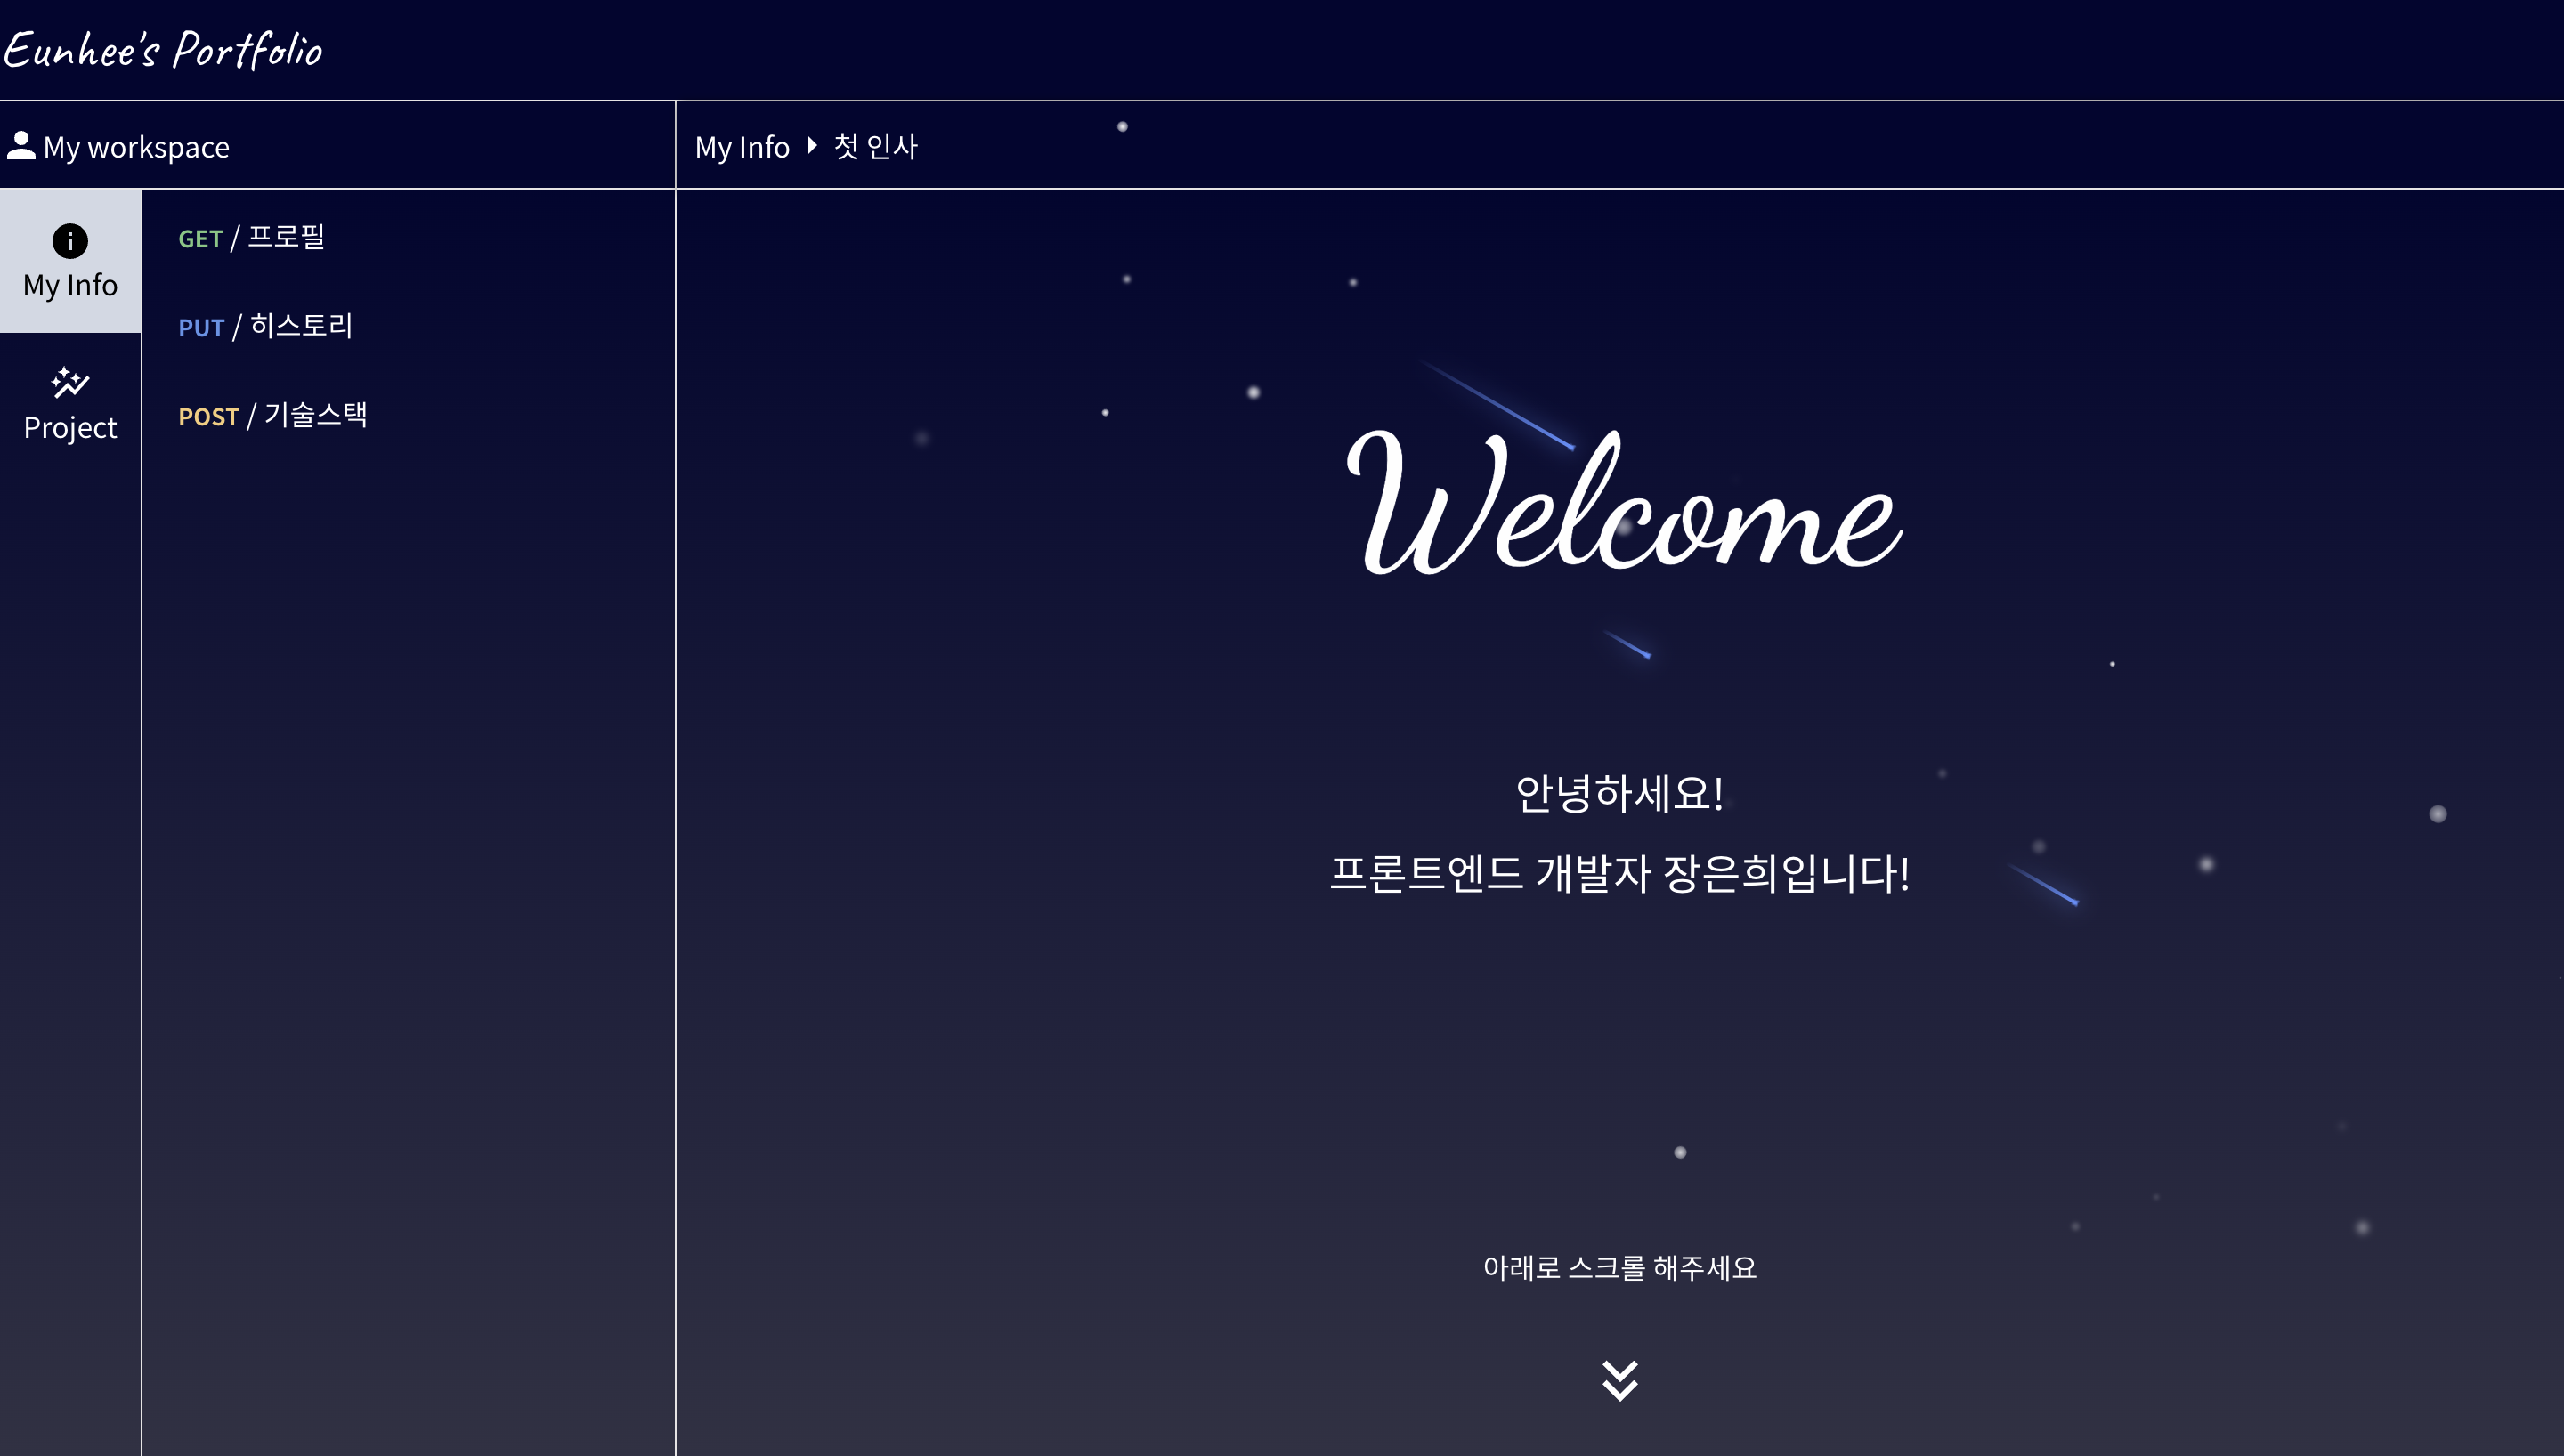 Eunhee's Portfolio
My workspace
My Info 첫 인사
My Info
Project
GET / 프로필
PUT / 히스토리
POST / 기술스택
Welcome
안녕하세요!
프론트엔드 개발자 장은희입니다!
아래로 스크롤 해주세요